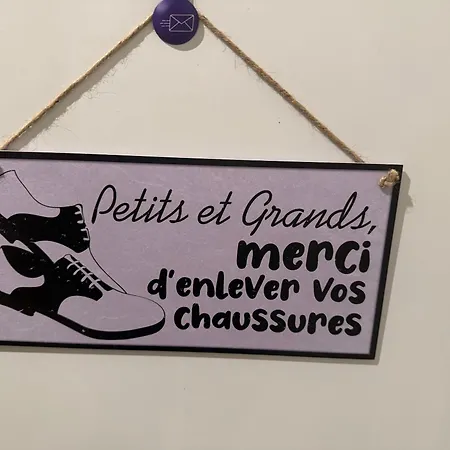 Petits et Grands,
merci
d'enlever vos
chaussures